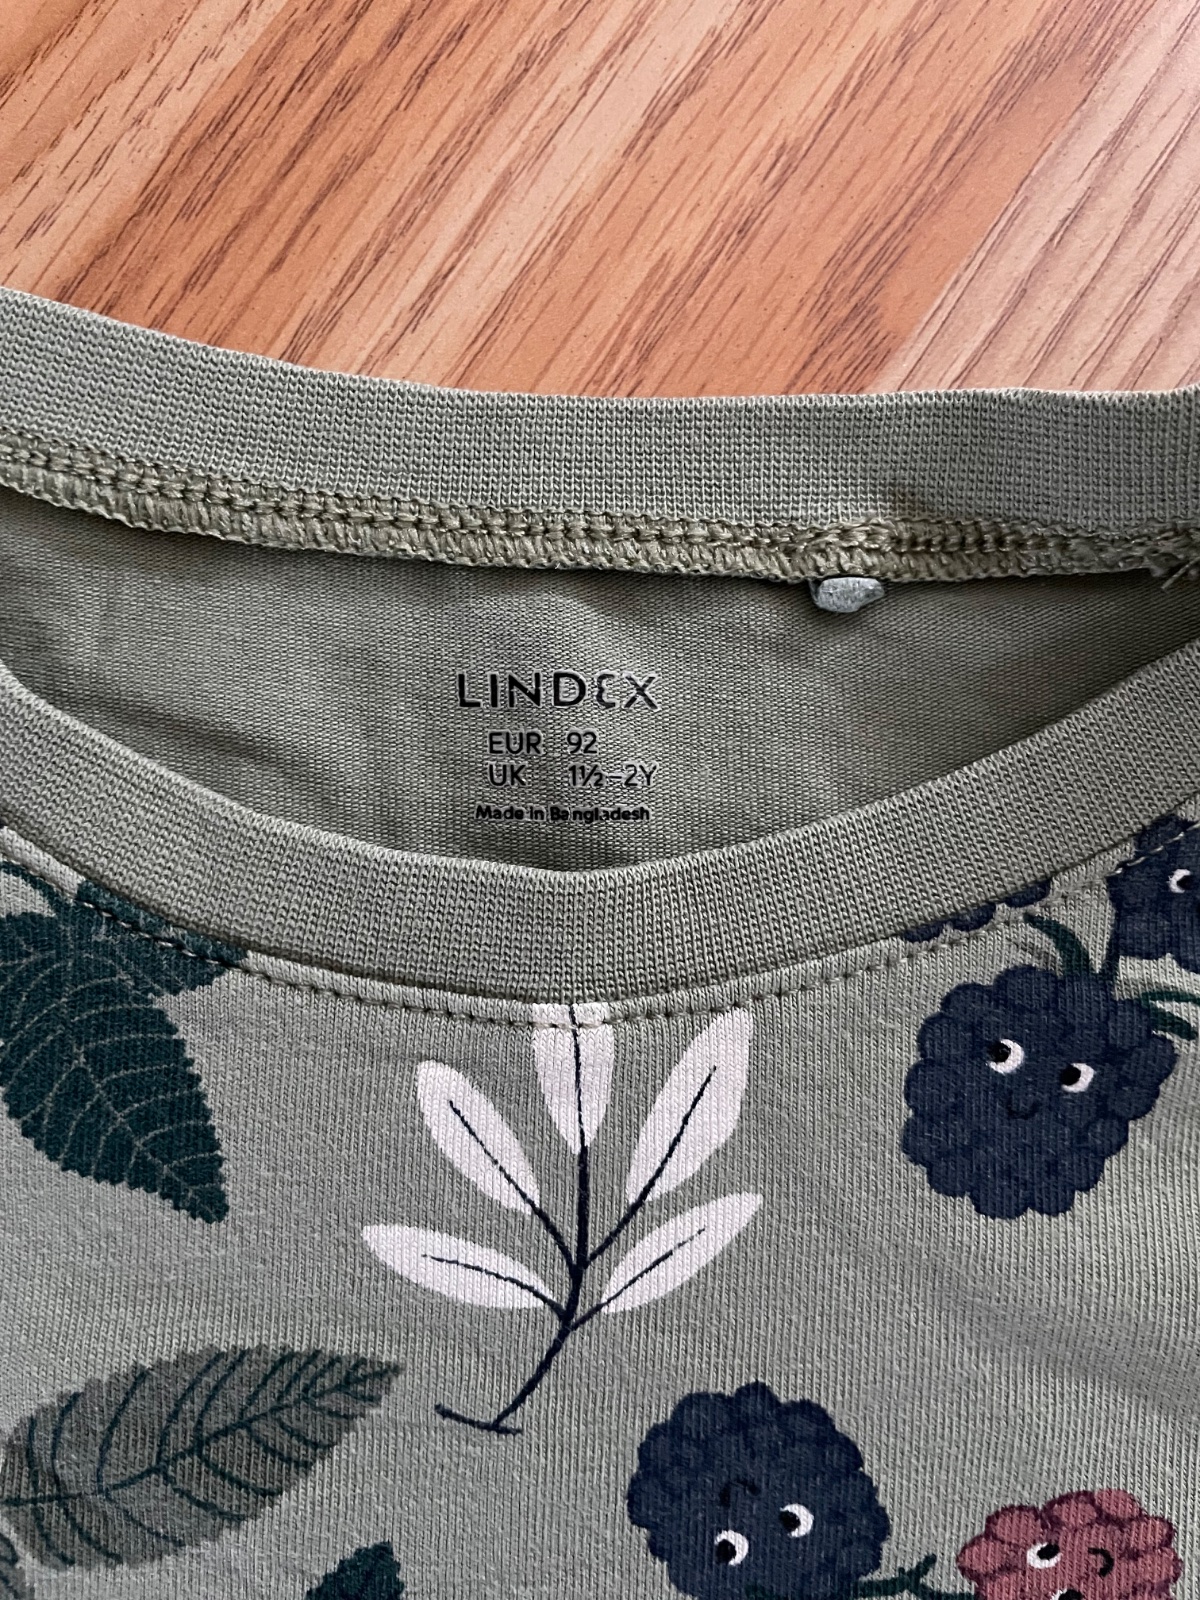 LINDEX
EUR 92
UK 1½-2Y
Made in Bangladesh